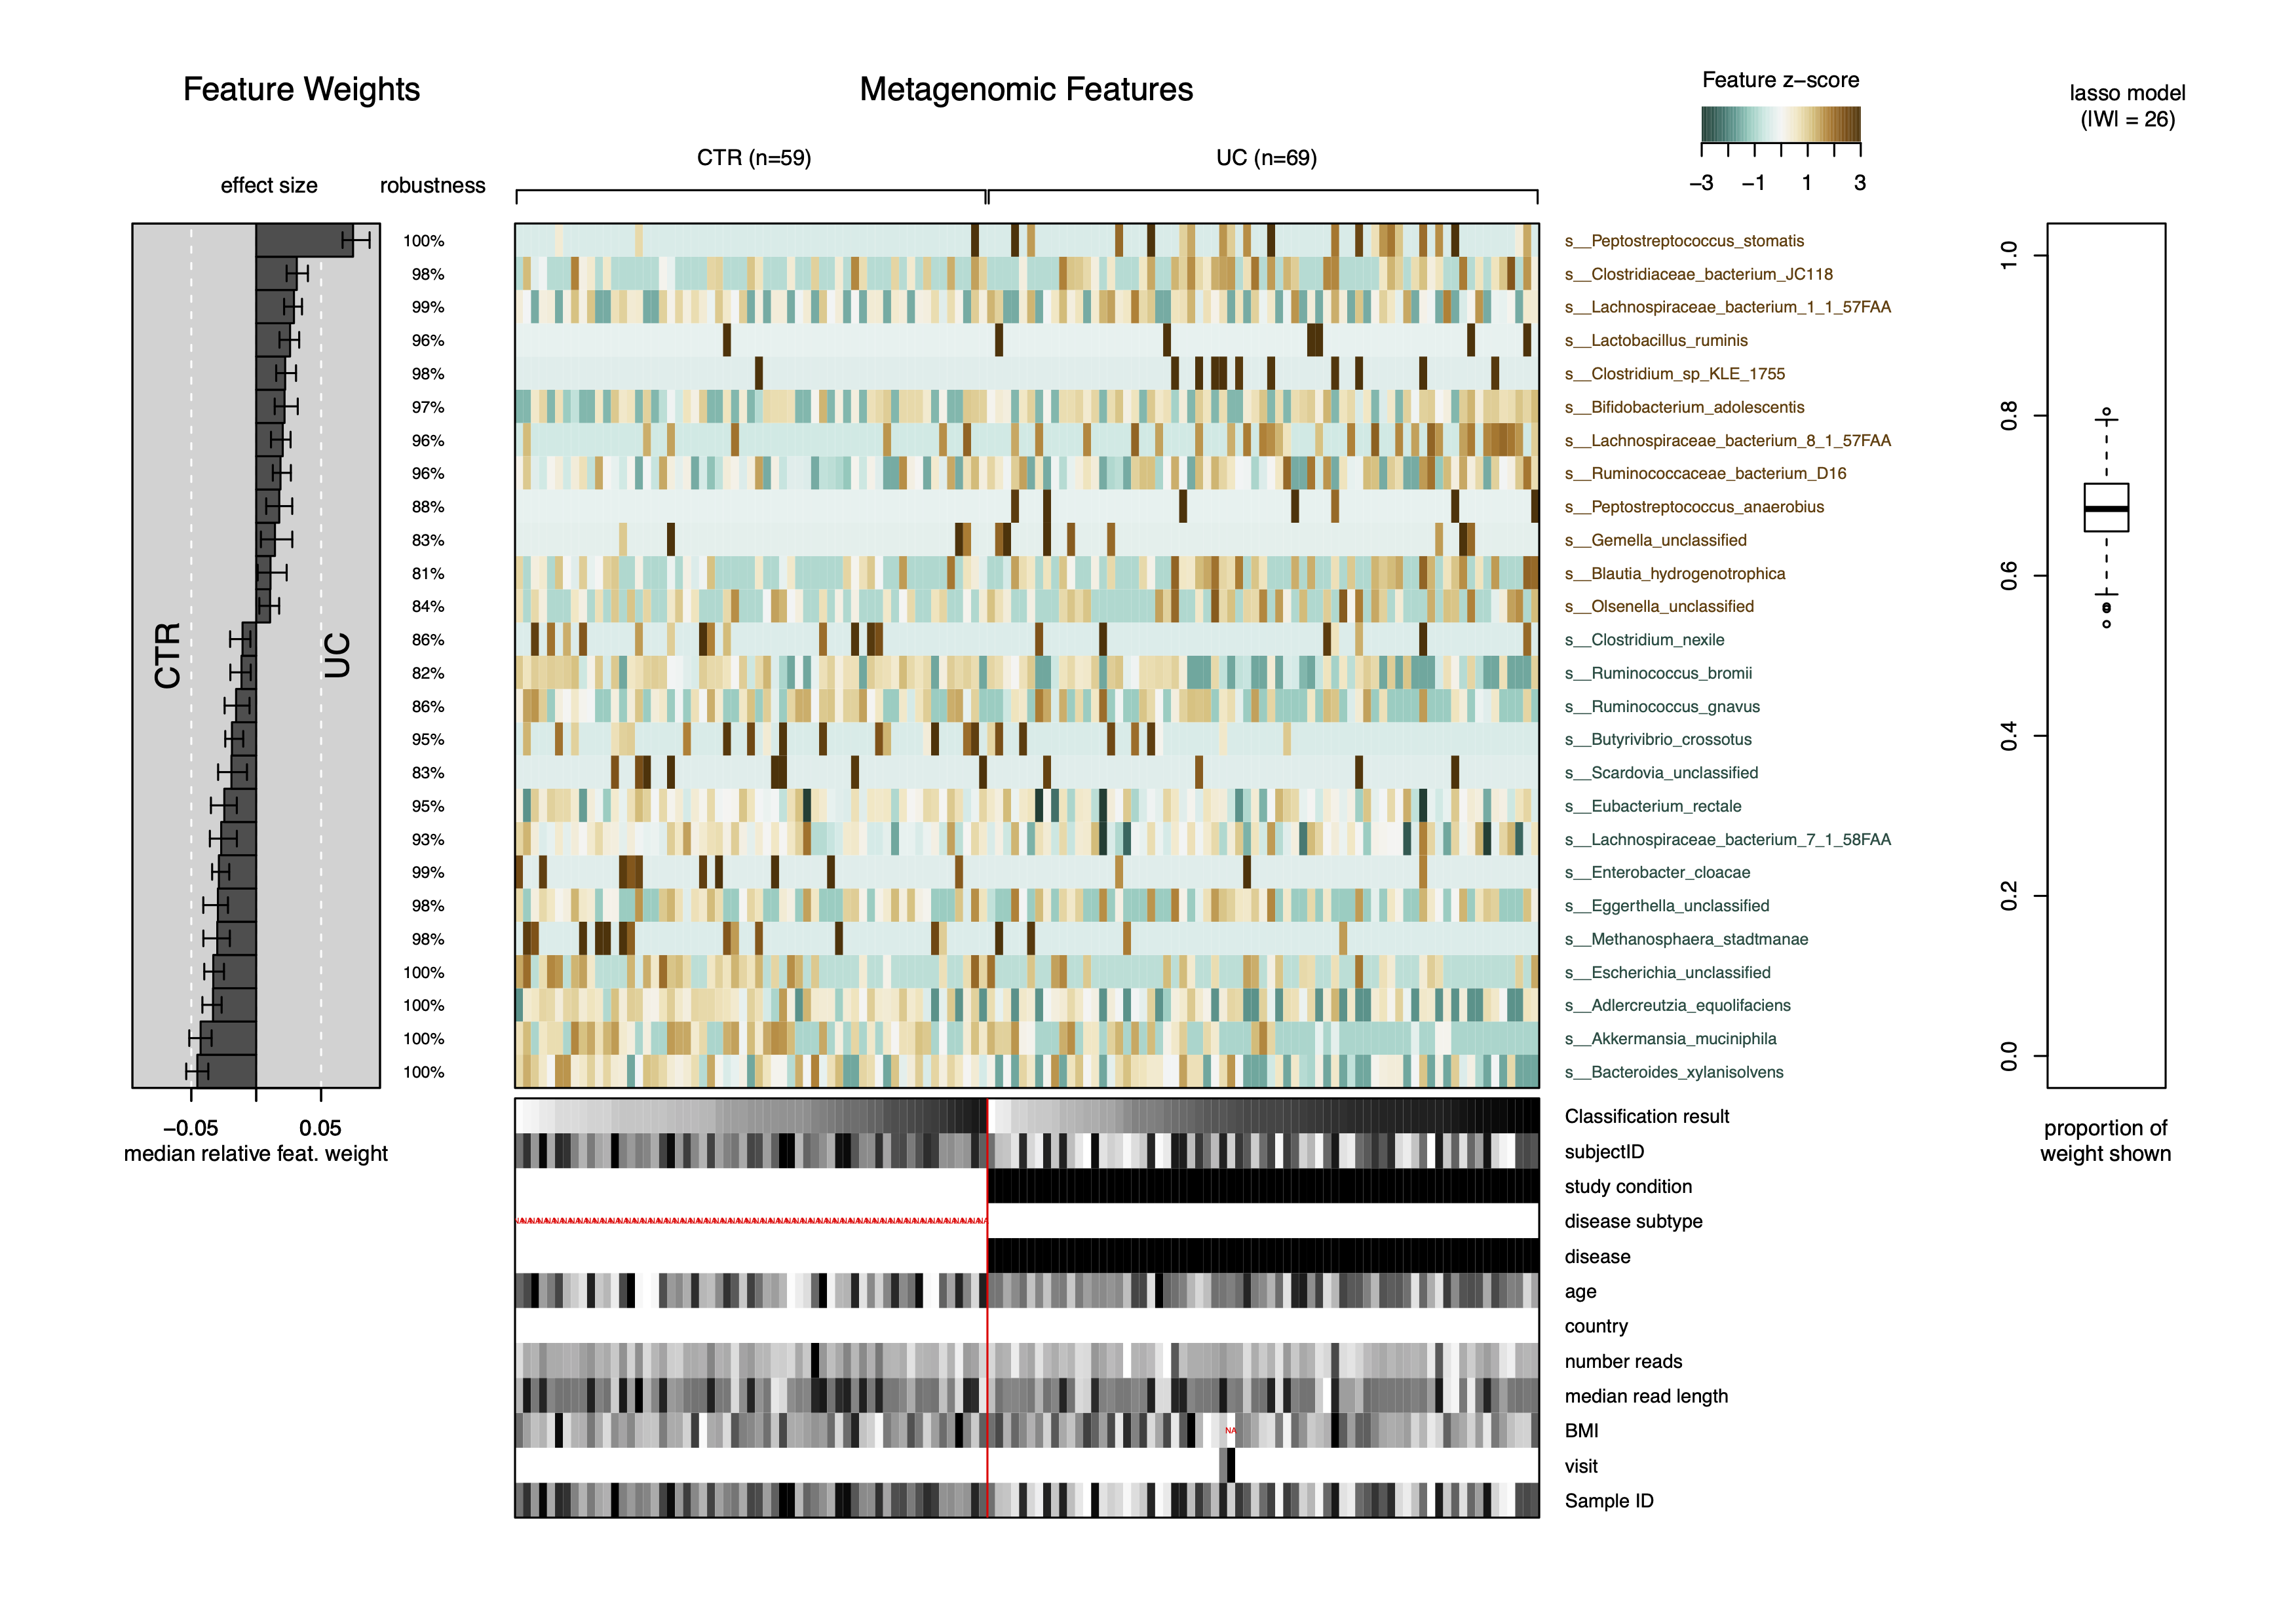 Feature Weights
Metagenomic Features
Feature z−score
−3 −1 1 3
lasso model
(|W| = 26)
CTR (n=59)
UC (n=69)
effect size
robustness
CTR
UC
100% s__Peptostreptococcus_stomatis
98% s__Clostridiaceae_bacterium_JC118
99% s__Lachnospiraceae_bacterium_1_1_57FAA
96% s__Lactobacillus_ruminis
98% s__Clostridium_sp_KLE_1755
97% s__Bifidobacterium_adolescentis
96% s__Lachnospiraceae_bacterium_8_1_57FAA
96% s__Ruminococcaceae_bacterium_D16
88% s__Peptostreptococcus_anaerobius
83% s__Gemella_unclassified
81% s__Blautia_hydrogenotrophica
84% s__Olsenella_unclassified
86% s__Clostridium_nexile
82% s__Ruminococcus_bromii
86% s__Ruminococcus_gnavus
95% s__Butyrivibrio_crossotus
83% s__Scardovia_unclassified
95% s__Eubacterium_rectale
93% s__Lachnospiraceae_bacterium_7_1_58FAA
99% s__Enterobacter_cloacae
98% s__Eggerthella_unclassified
98% s__Methanosphaera_stadtmanae
100% s__Escherichia_unclassified
100% s__Adlercreutzia_equolifaciens
100% s__Akkermansia_muciniphila
100% s__Bacteroides_xylanisolvens
−0.05 0.05
median relative feat. weight
Classification result
subjectID
study condition
disease subtype
disease
age
country
number reads
median read length
NA BMI
visit
Sample ID
1.0
0.8
0.6
0.4
0.2
0.0
proportion of
weight shown